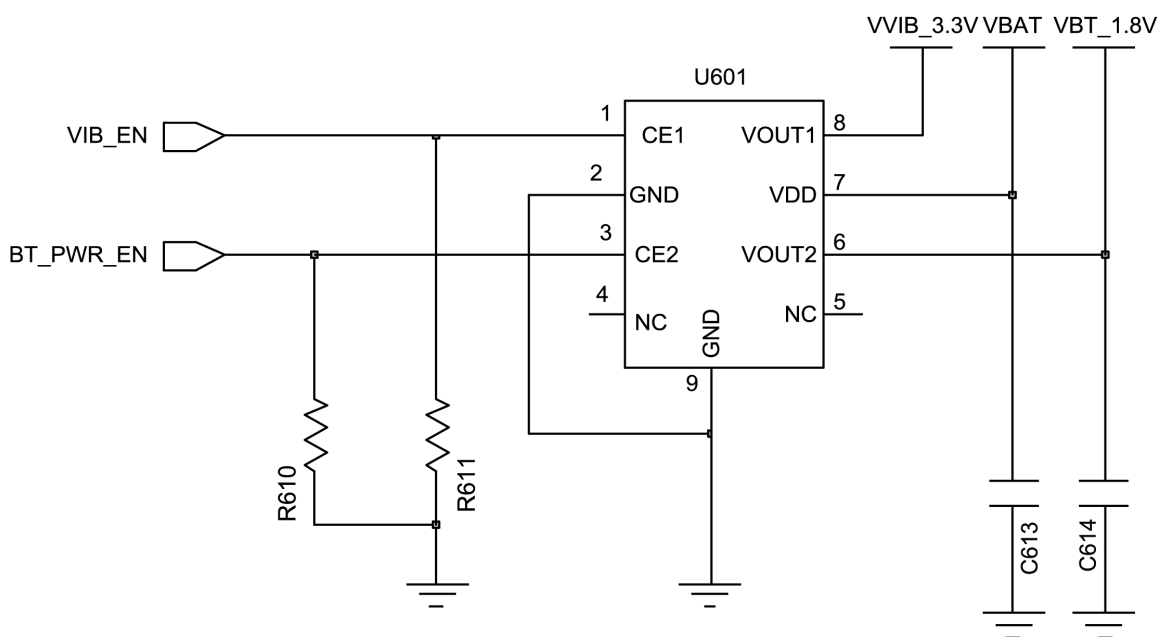 VVIB_3.3V VBAT VBT_1.8V
U601
1
8
VIB_EN
CE1
VOUT1
2
7
GND
VDD
3
6
BT_PWR_EN
CE2
VOUT2
4
5
NC
GND
NC
9
R610
R611
C613
C614